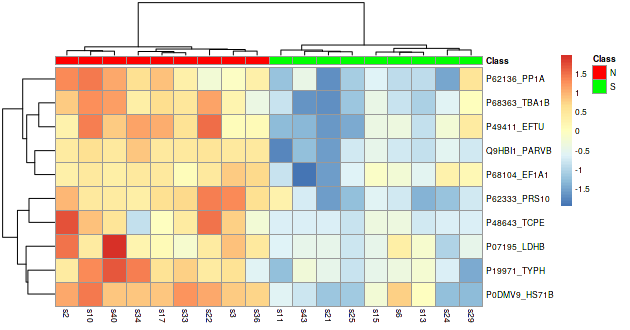 Class
P62136_PP1A
P68363_TBA1B
P49411_EFTU
Q9HBI1_PARVB
P68104_EF1A1
P62333_PRS10
P48643_TCPE
P07195_LDHB
P19971_TYPH
P0DMV9_HS71B
s2 s10 s40 s34 s17 s33 s22 s3 s36 s11 s43 s21 s25 s15 s6 s13 s24 s29
1.5
1
0.5
0
-0.5
-1
-1.5
Class
N
S